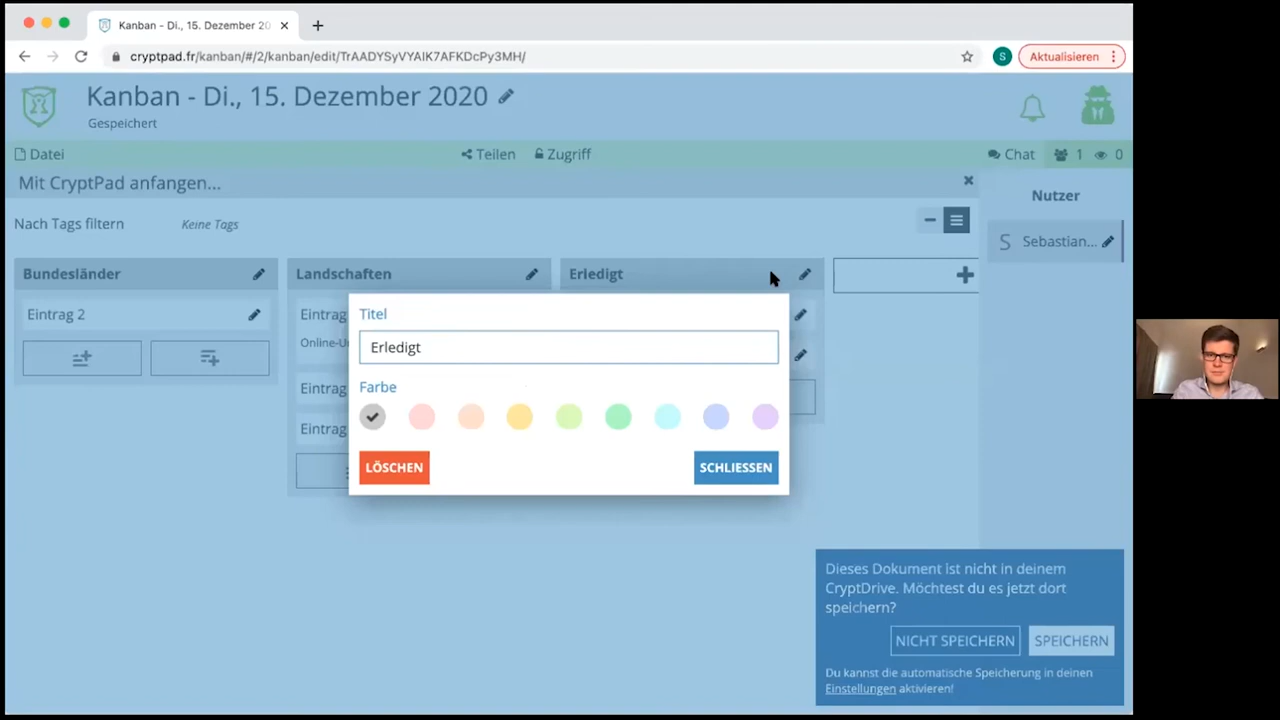 Kanban - Di., 15. Dezember 20
cryptpad.fr/kanban/#/2/kanban/edit/TrAADYSyVYAIK7AFKDcPy3MH/
S
Aktualisieren
Kanban - Di., 15. Dezember 2020
Gespeichert
Datei
Teilen
Zugriff
Chat
1
0
Mit CryptPad anfangen...
Nutzer
Nach Tags filtern
Keine Tags
S
Sebastian...
Bundesländer
Landschaften
Erledigt
Eintrag 2
Eintrag
Online-Un
Eintrag
Eintrag
Titel
Erledigt
Farbe
LÖSCHEN
SCHLIESSEN
Dieses Dokument ist nicht in deinem
CryptDrive. Möchtest du es jetzt dort
speichern?
NICHT SPEICHERN
SPEICHERN
Du kannst die automatische Speicherung in deinen
Einstellungen aktivieren!